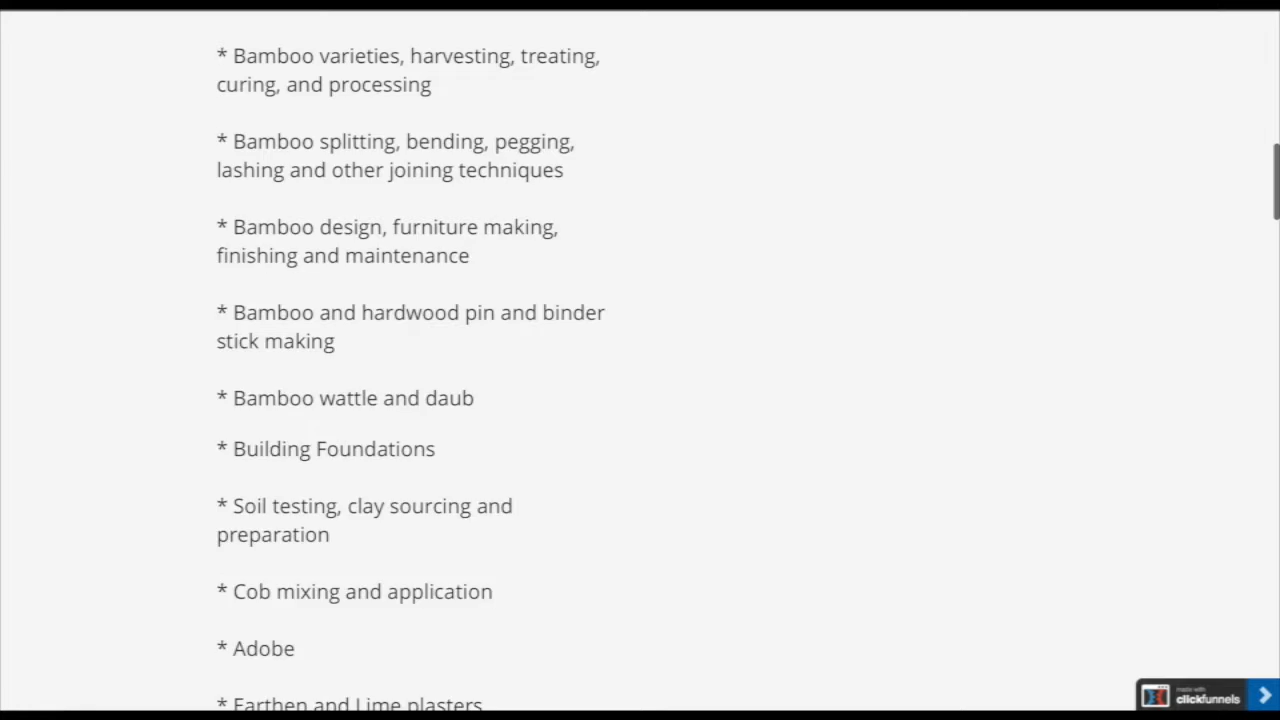 * Bamboo varieties, harvesting, treating,
curing, and processing
* Bamboo splitting, bending, pegging,
lashing and other joining techniques
* Bamboo design, furniture making,
finishing and maintenance
* Bamboo and hardwood pin and binder
stick making
* Bamboo wattle and daub
* Building Foundations
* Soil testing, clay sourcing and
preparation
* Cob mixing and application
* Adobe
* Earthen and Lime plasters
made with
clickfunnels